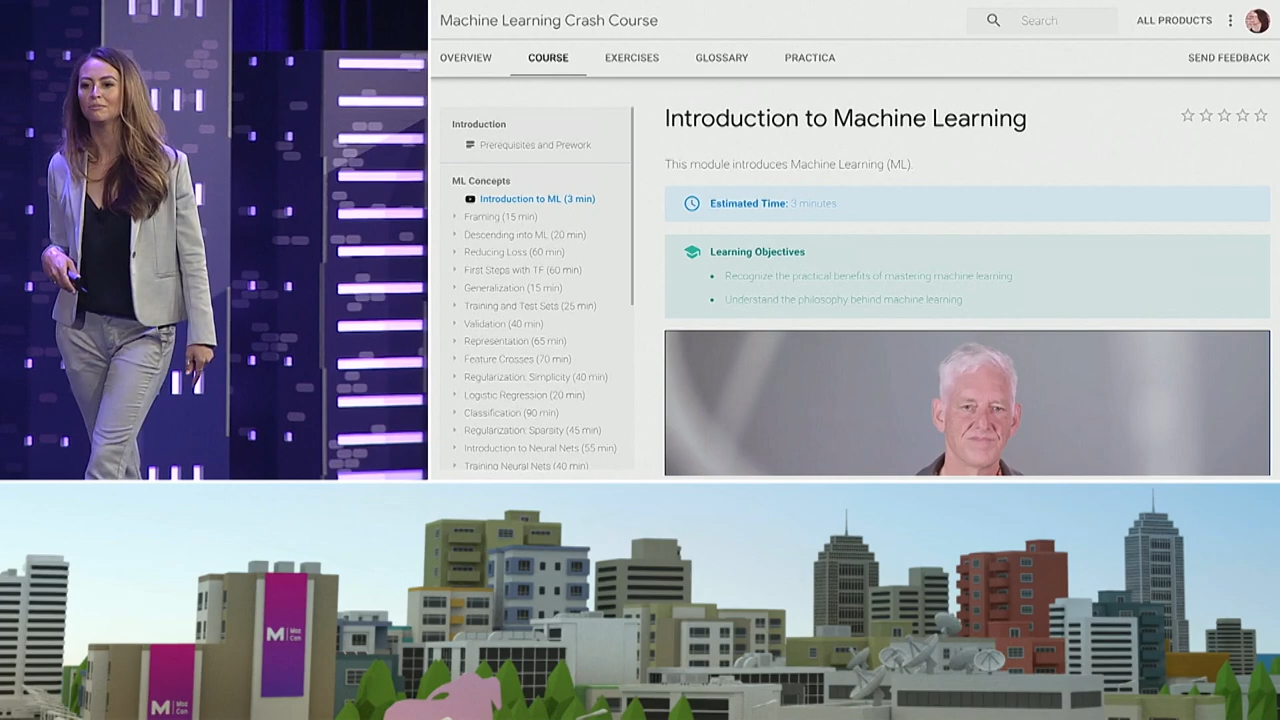 Machine Learning Crash Course
Search
ALL PRODUCTS
OVERVIEW
COURSE
EXERCISES
GLOSSARY
PRACTICA
SEND FEEDBACK
Introduction
Prerequisites and Prework
ML Concepts
Introduction to ML (3 min)
Framing (15 min)
Descending into ML (20 min)
Reducing Loss (60 min)
First Steps with TF (60 min)
Generalization (15 min)
Training and Test Sets (25 min)
Validation (40 min)
Representation (65 min)
Feature Crosses (70 min)
Regularization: Simplicity (40 min)
Logistic Regression (20 min)
Classification (90 min)
Regularization: Sparsity (45 min)
Introduction to Neural Nets (55 min)
Training Neural Nets (40 min)
Introduction to Machine Learning
This module introduces Machine Learning (ML).
Estimated Time: 3 minutes
Learning Objectives
Recognize the practical benefits of mastering machine learning
Understand the philosophy behind machine learning
M Moz
Con
M Moz
Con